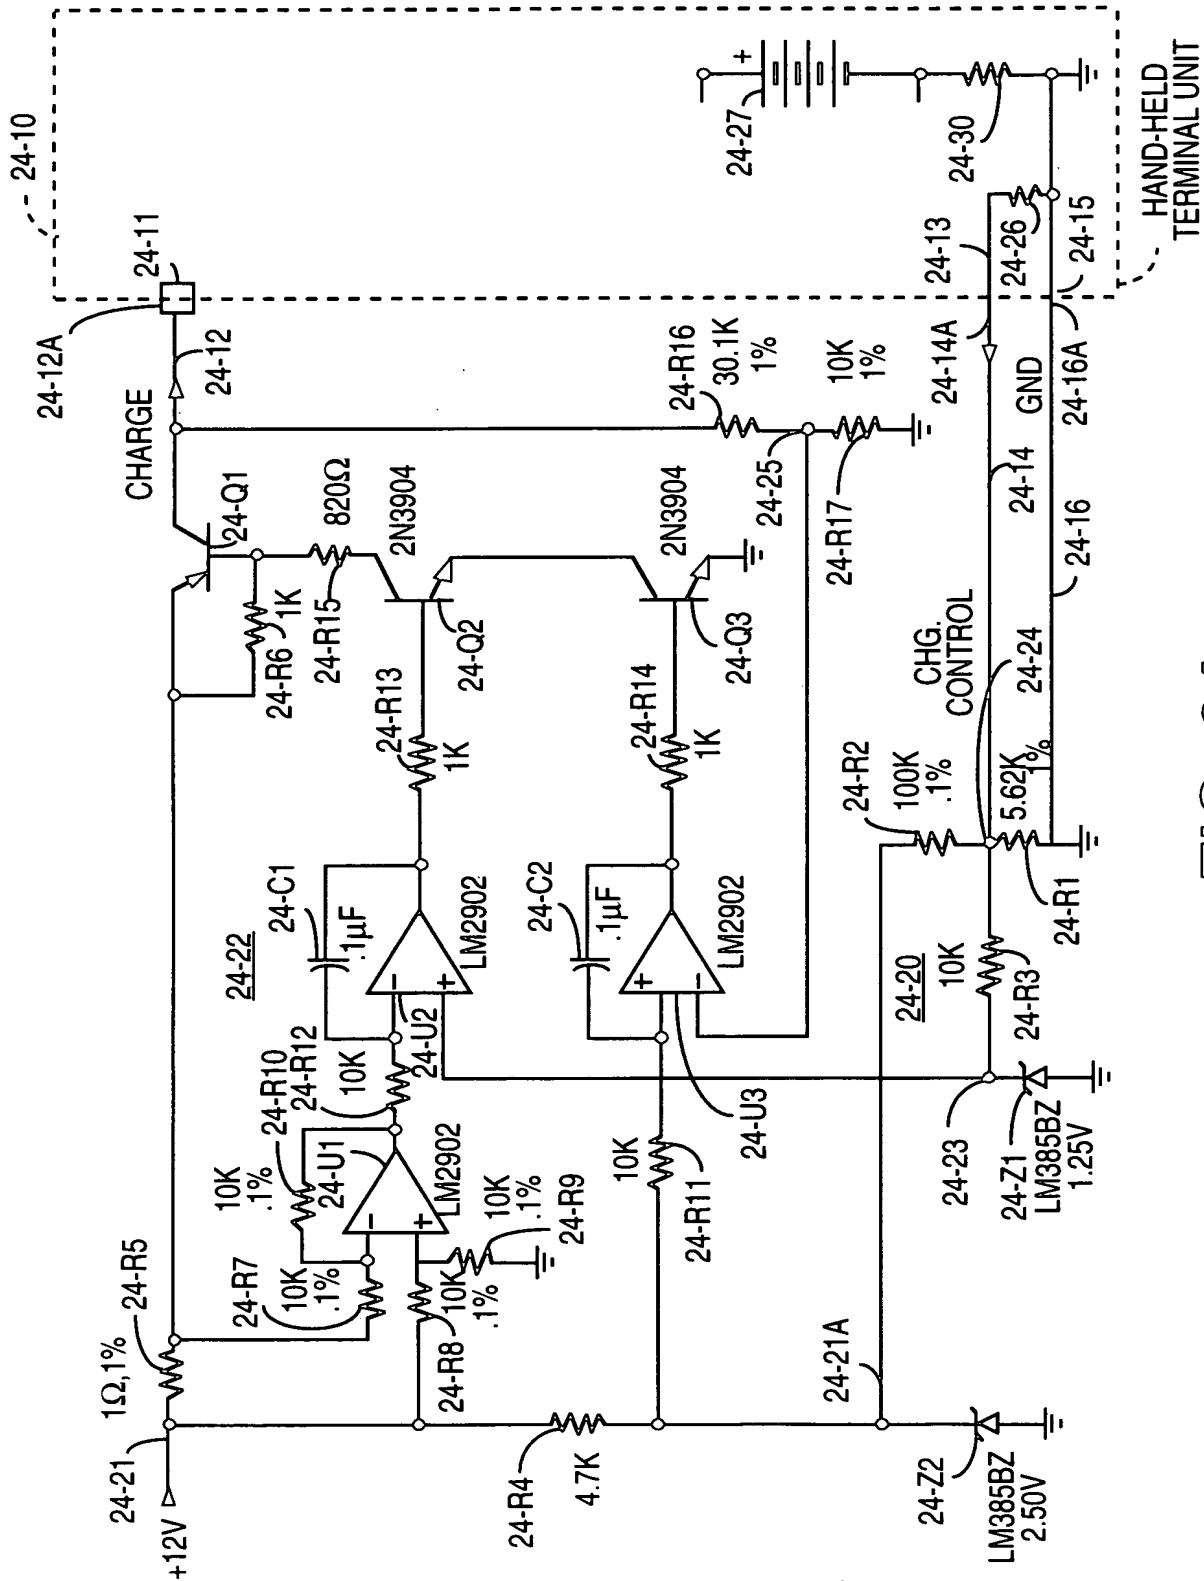 24-10
24-12A
24-11
24-12
CHARGE
24-Q1
24-R6
1K
820Ω
24-R15
2N3904
24-Q2
2N3904
24-Q3
24-R13
1K
24-R14
1K
24-R16
30.1K
1%
24-25
10K
1%
24-R17
24-27
+
24-30
24-26
24-13
24-15
HAND-HELD
TERMINAL UNIT
24-14A
GND
24-16A
24-14
24-16
CHG.
CONTROL
24-24
24-R2
100K
.1%
5.62K
1%
24-R1
24-20
10K
24-R3
24-22
24-C1
.1µF
LM2902
-
+
24-U2
24-C2
.1µF
LM2902
+
-
24-U3
24-R12
10K
24-R10
10K
.1%
24-U1
LM2902
-
+
10K
.1%
24-R9
24-R7
10K
.1%
10K
.1%
24-R8
24-R5
1Ω,1%
24-21
+12V
24-R4
4.7K
10K
24-R11
24-21A
24-23
24-Z1
LM385BZ
1.25V
24-Z2
LM385BZ
2.50V